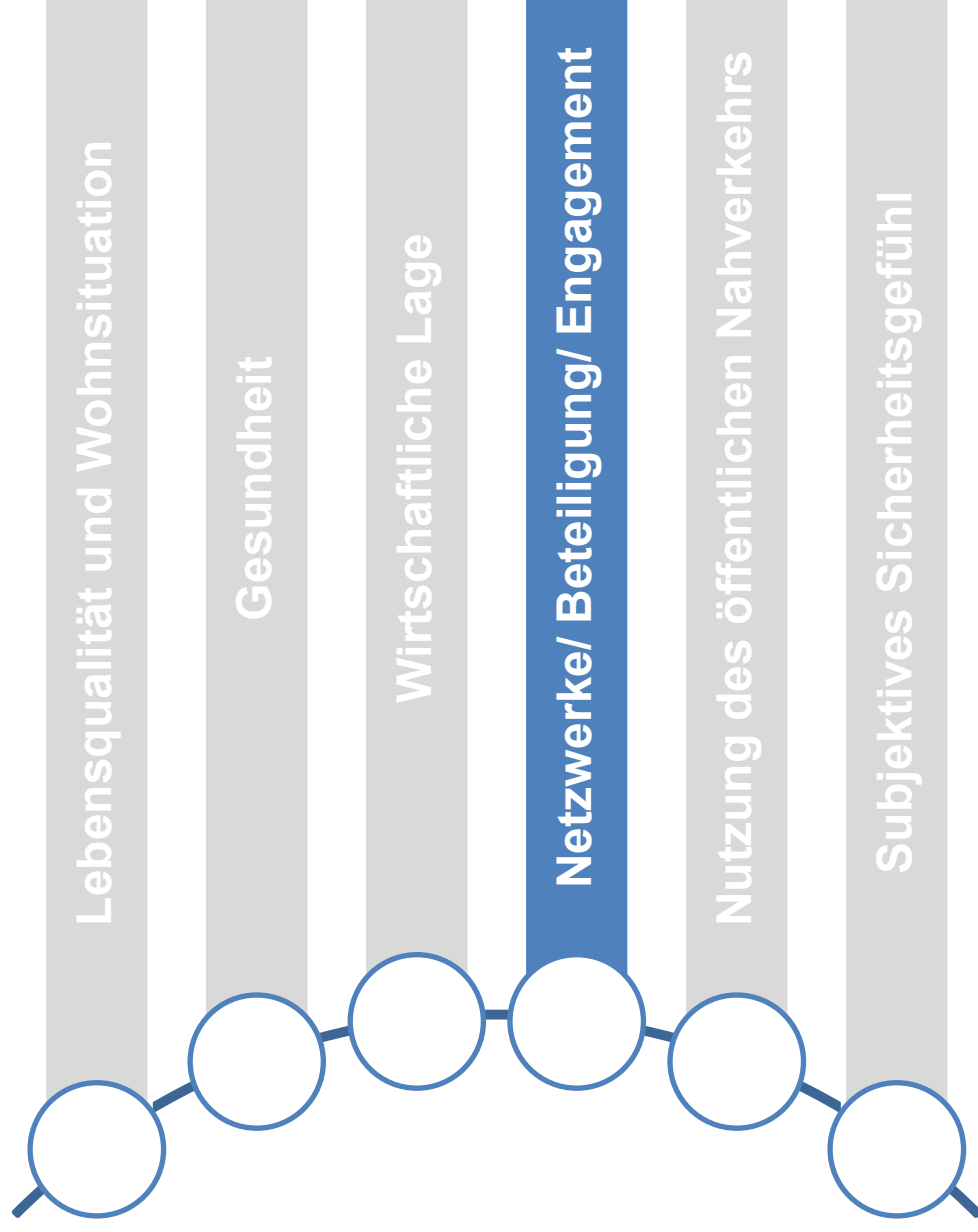 Lebensqualität und Wohnsituation
Gesundheit
Wirtschaftliche Lage
Netzwerke/ Beteiligung/ Engagement
Nutzung des öffentlichen Nahverkehrs
Subjektives Sicherheitsgefühl